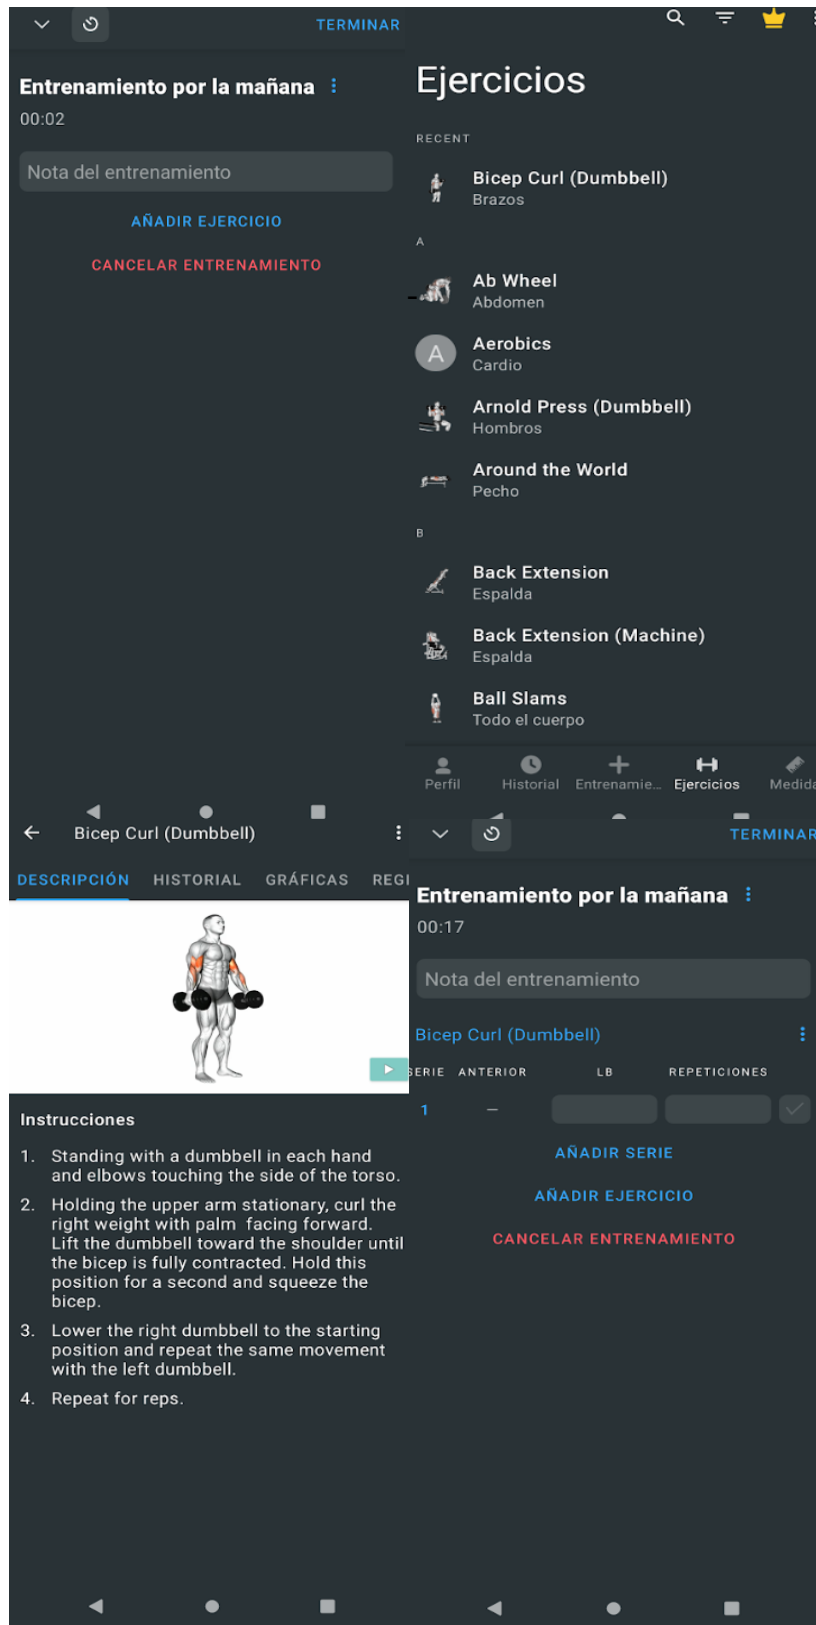 TERMINAR
Entrenamiento por la mañana
00:02
Nota del entrenamiento
AÑADIR EJERCICIO
CANCELAR ENTRENAMIENTO
Ejercicios
RECENT
Bicep Curl (Dumbbell)
Brazos
A
Ab Wheel
Abdomen
A
Aerobics
Cardio
Arnold Press (Dumbbell)
Hombros
Around the World
Pecho
B
Back Extension
Espalda
Back Extension (Machine)
Espalda
Ball Slams
Todo el cuerpo
Perfil Historial Entrenamie... Ejercicios Medida
Bicep Curl (Dumbbell)
DESCRIPCIÓN HISTORIAL GRÁFICAS REGI
Instrucciones
1. Standing with a dumbbell in each hand
and elbows touching the side of the torso.
2. Holding the upper arm stationary, curl the
right weight with palm facing forward.
Lift the dumbbell toward the shoulder until
the bicep is fully contracted. Hold this
position for a second and squeeze the
bicep.
3. Lower the right dumbbell to the starting
position and repeat the same movement
with the left dumbbell.
4. Repeat for reps.
TERMINAR
Entrenamiento por la mañana
00:17
Nota del entrenamiento
Bicep Curl (Dumbbell)
SERIE ANTERIOR LB REPETICIONES
1 –
AÑADIR SERIE
AÑADIR EJERCICIO
CANCELAR ENTRENAMIENTO